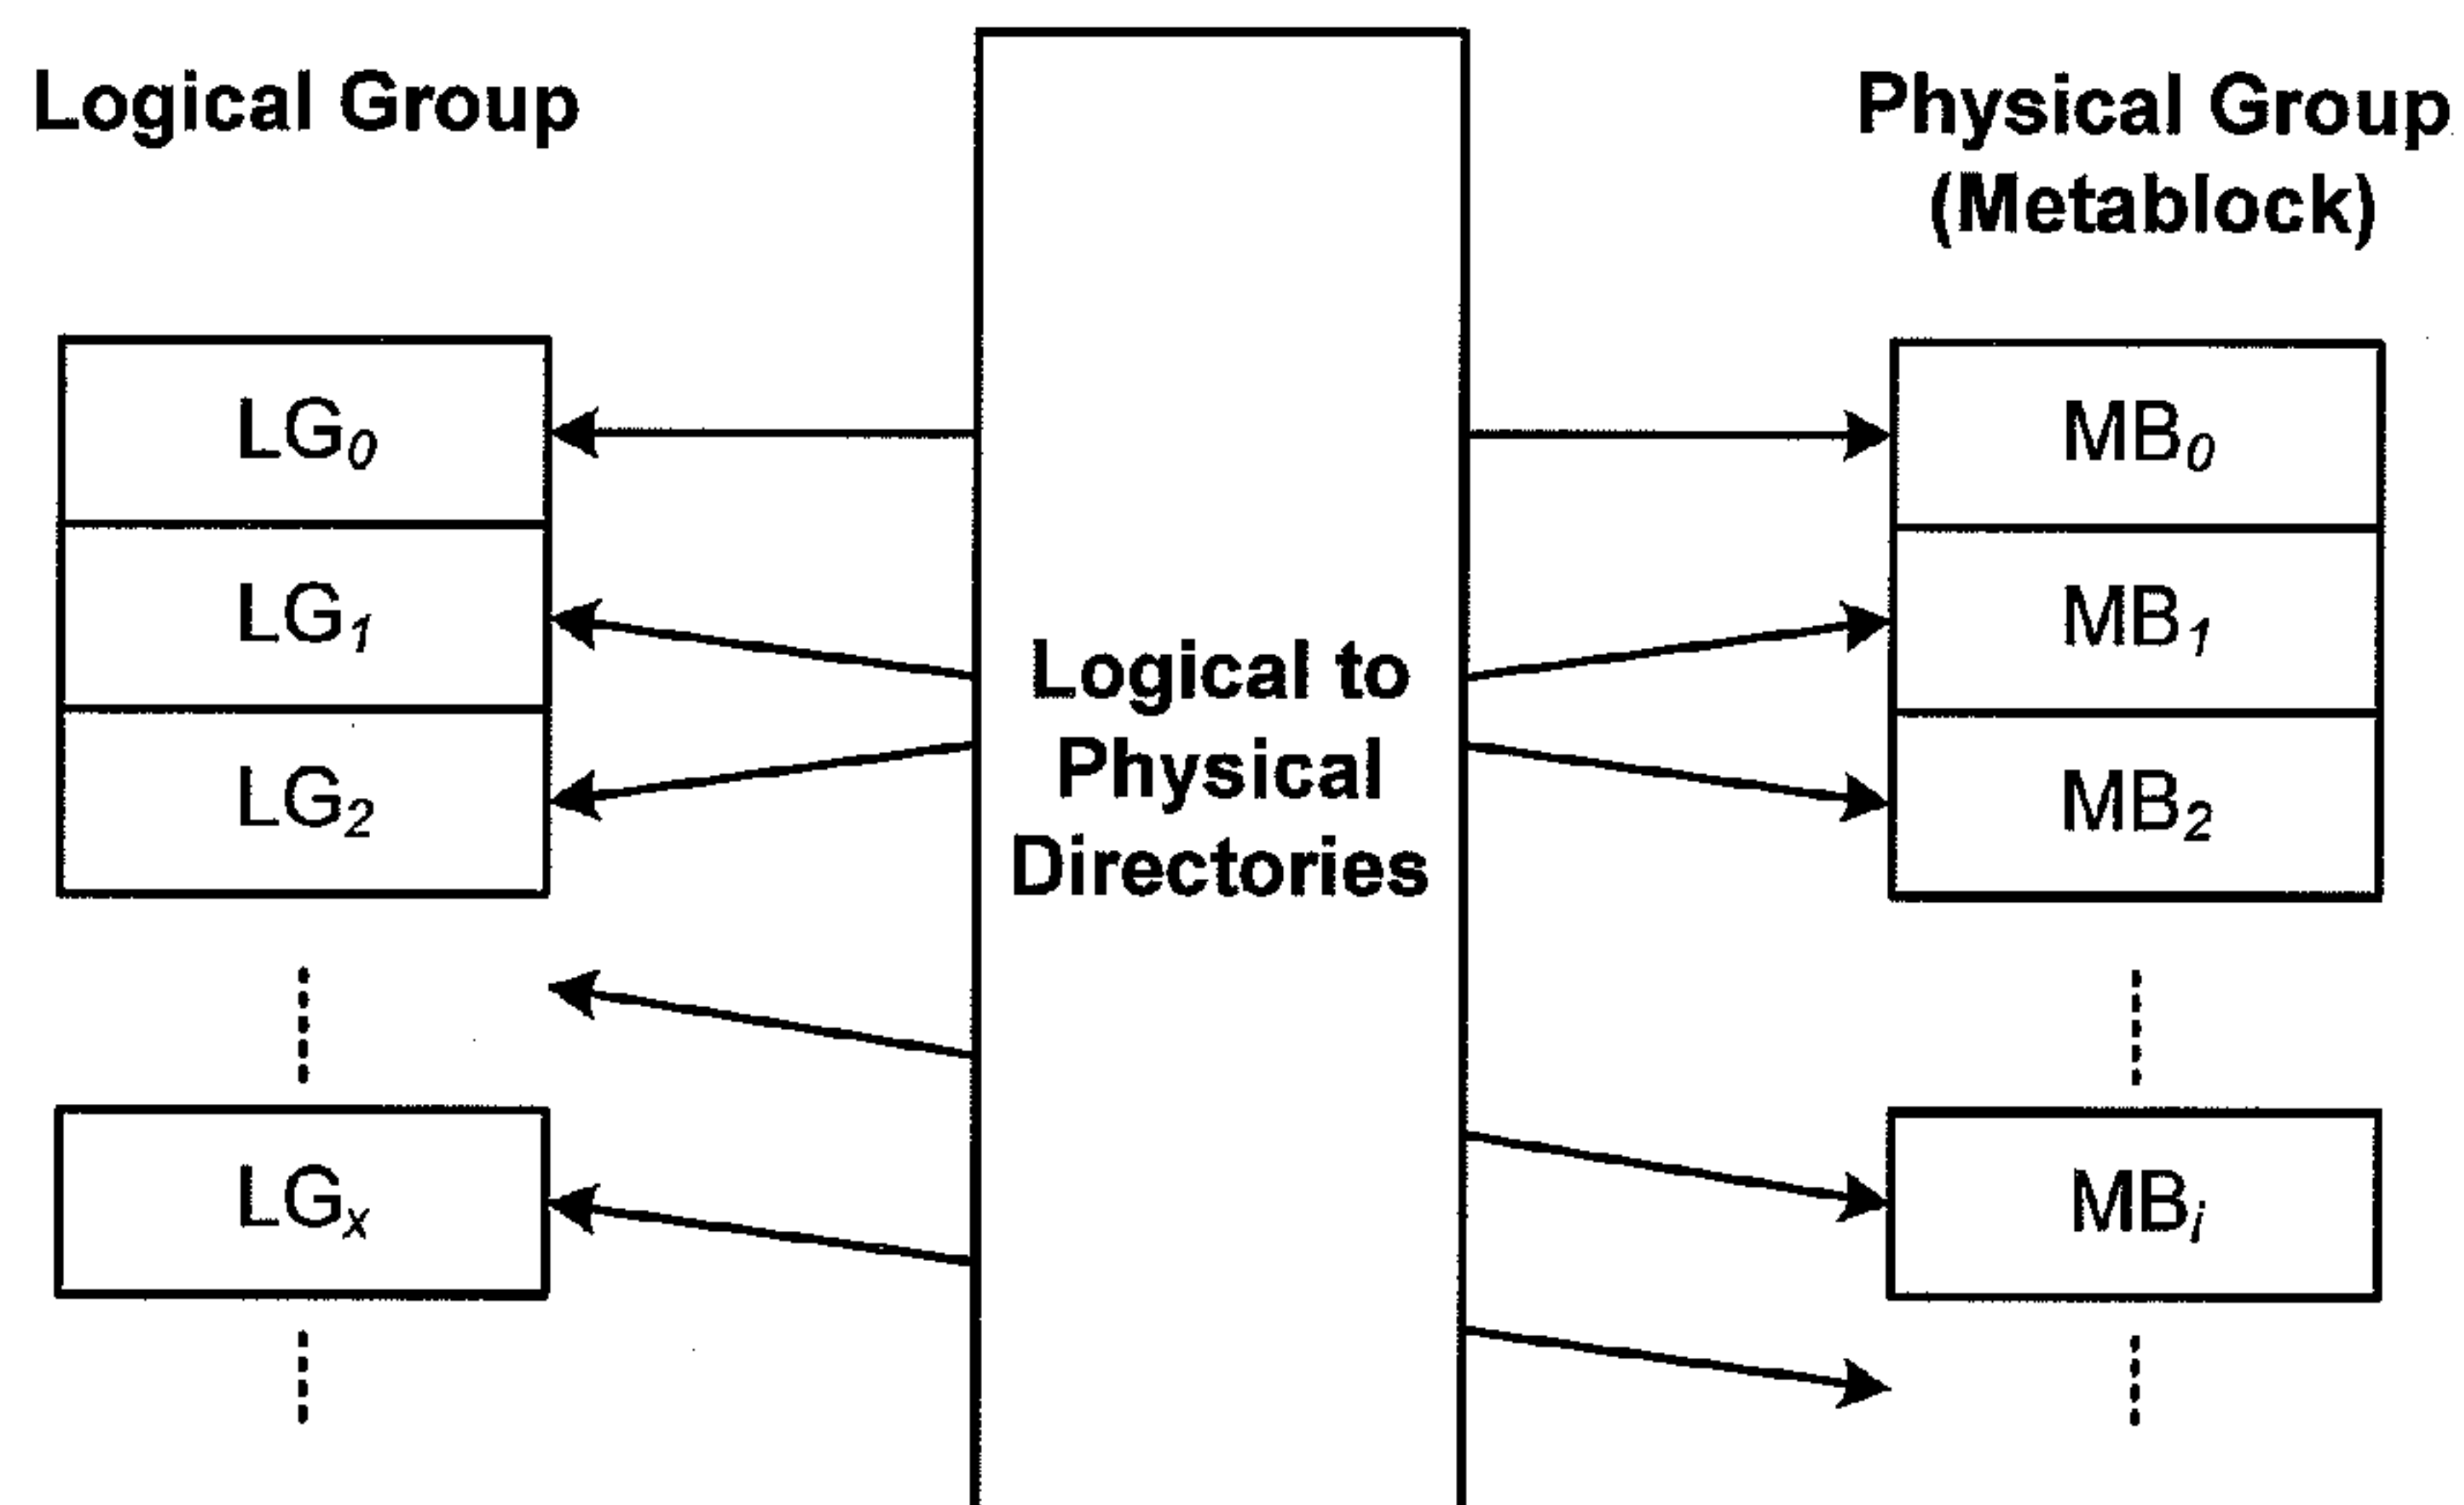 Logical Group
Physical Group
(Metablock)
LG0
LG1
LG2
LGx
Logical to
Physical
Directories
MB0
MB1
MB2
MBi